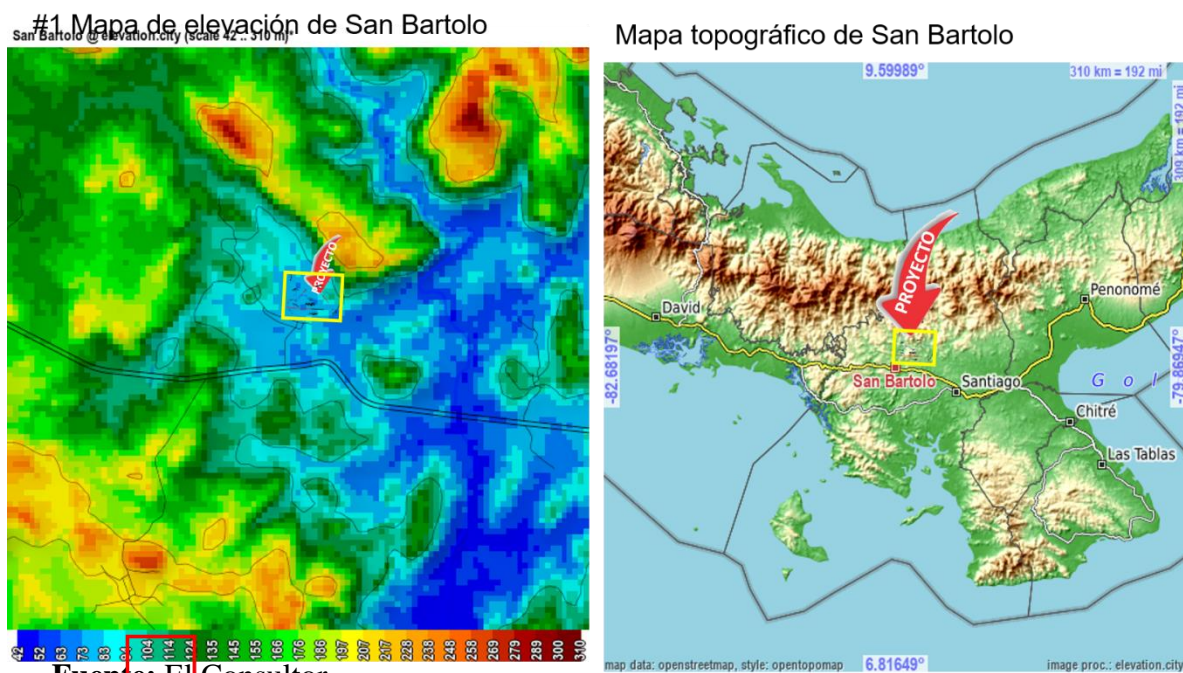 #1 Mapa de elevación de San Bartolo
San Bartolo @ elevation.city (scale 42 .. 310 m)*
PROYECTO
42 52 63 73 83 94 104 114 124 135 145 155 166 176 186 197 207 217 228 238 248 258 269 279 289 300 310
Fuente: El Consultor
Mapa topográfico de San Bartolo
9.59989°
310 km = 192 mi
309 km = 192 mi
PROYECTO
David
Penonomé
-82.68197°
-79.86947°
San Bartolo
Santiago
G o l
Chitré
Las Tablas
map data: openstreetmap, style: opentopomap
6.81649°
image proc.: elevation.city